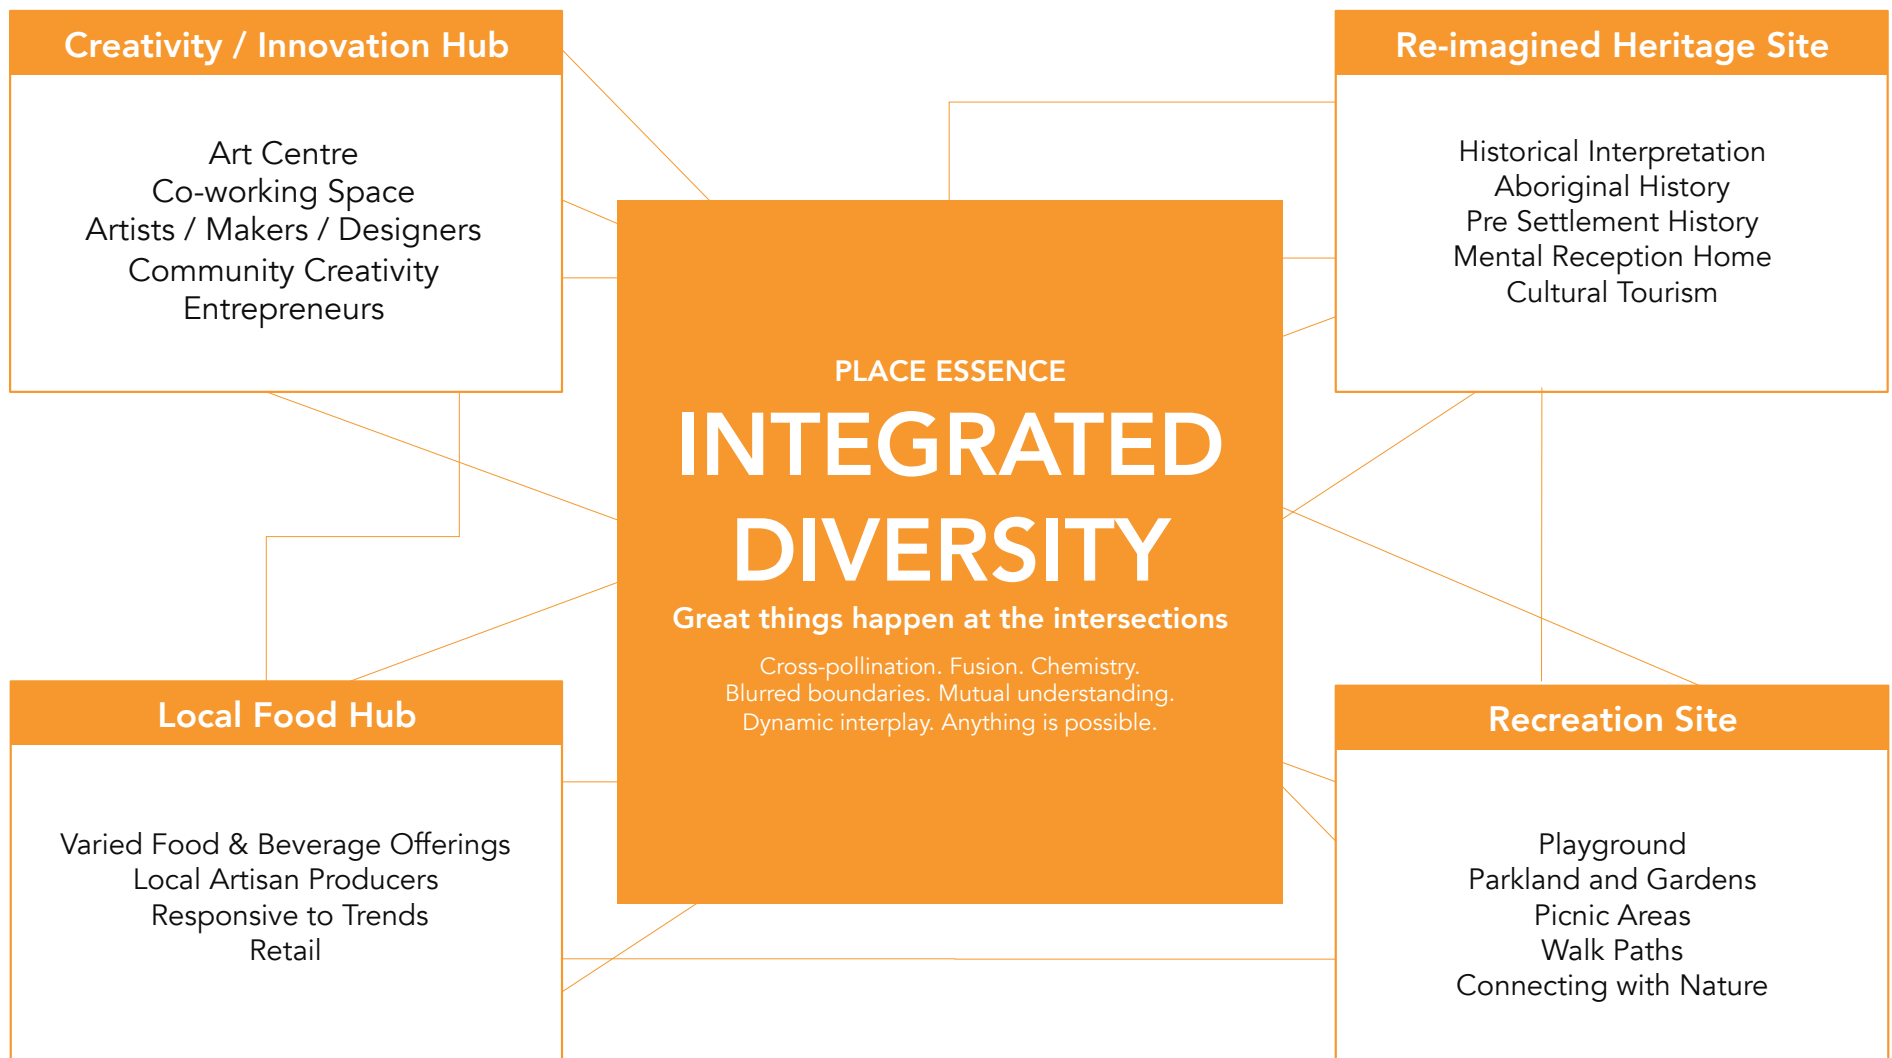 Creativity / Innovation Hub
Art Centre
Co-working Space
Artists / Makers / Designers
Community Creativity
Entrepreneurs
Re-imagined Heritage Site
Historical Interpretation
Aboriginal History
Pre Settlement History
Mental Reception Home
Cultural Tourism
PLACE ESSENCE
INTEGRATED
DIVERSITY
Great things happen at the intersections
Cross-pollination. Fusion. Chemistry.
Blurred boundaries. Mutual understanding.
Dynamic interplay. Anything is possible.
Local Food Hub
Varied Food & Beverage Offerings
Local Artisan Producers
Responsive to Trends
Retail
Recreation Site
Playground
Parkland and Gardens
Picnic Areas
Walk Paths
Connecting with Nature